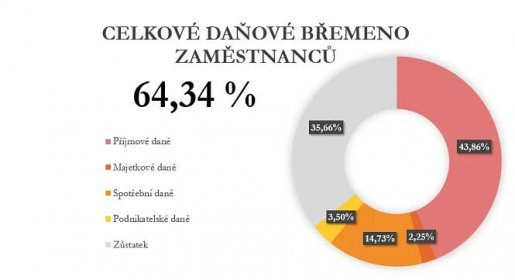 CELKOVÉ DAŇOVÉ BŘEMENO
ZAMĚSTNANCŮ
64,34 %
Příjmové daně
Majetkové daně
Spotřební daně
Podnikatelské daně
Zůstatek
35,66%
43,86%
3,50%
14,73%
2,25%